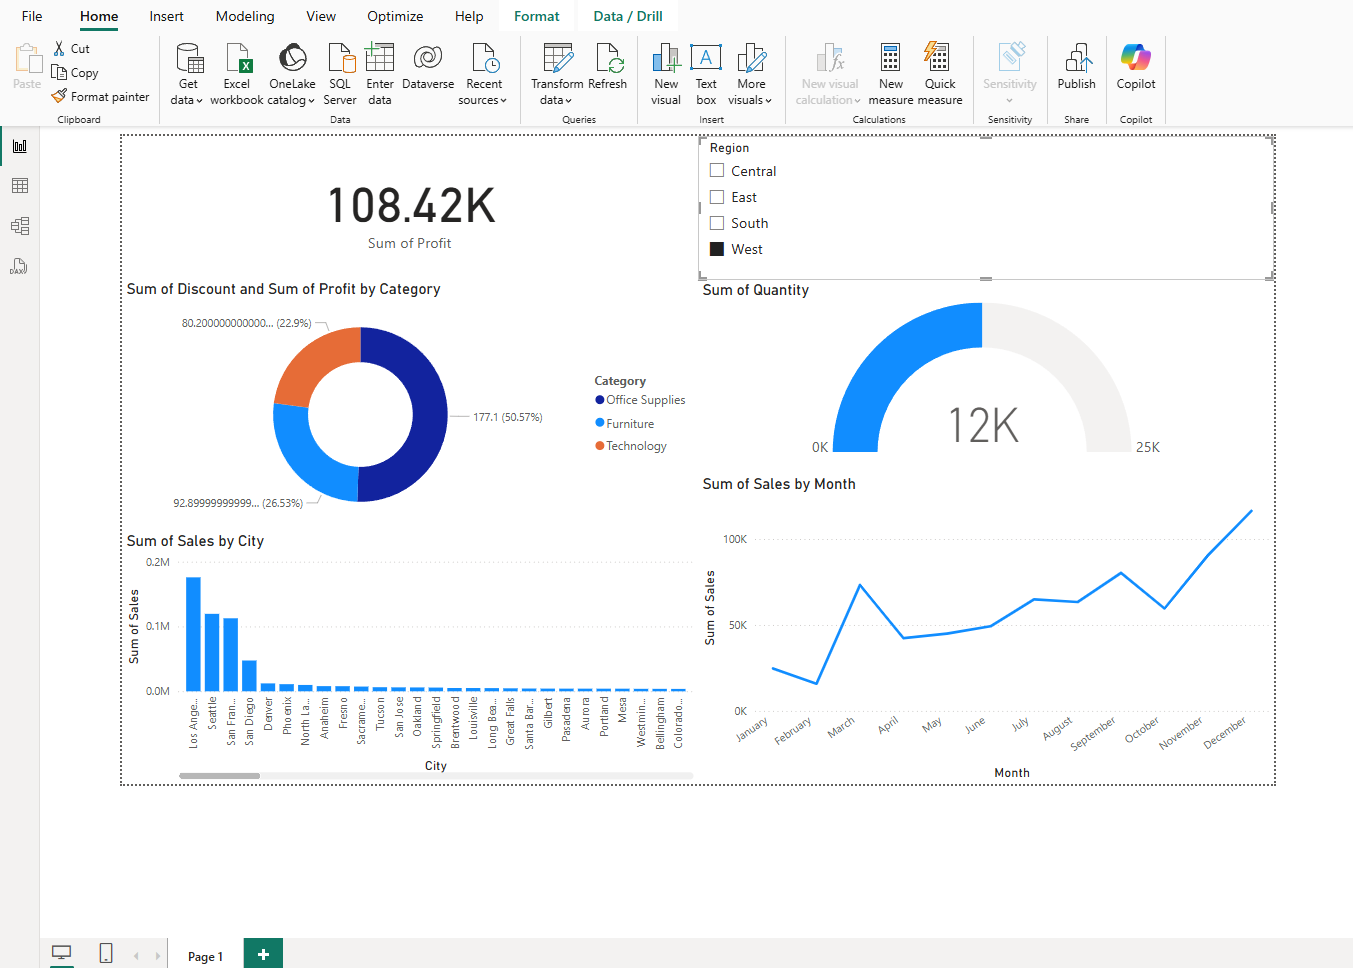 File Home Insert Modeling View Optimize Help Format Data / Drill
Paste
Cut
Copy
Format painter
Clipboard
Get data
Excel workbook
OneLake catalog
SQL Server
Enter data
Dataverse
Recent sources
Data
Transform data
Refresh
Queries
New visual
Text box
More visuals
Insert
New visual calculation
New measure
Quick measure
Calculations
Sensitivity
Sensitivity
Publish
Share
Copilot
Copilot
108.42K
Sum of Profit
Region
Central
East
South
West
Sum of Discount and Sum of Profit by Category
80.200000000000... (22.9%)
177.1 (50.57%)
92.89999999999... (26.53%)
Category
Office Supplies
Furniture
Technology
Sum of Quantity
12K
0K
25K
Sum of Sales by City
Sum of Sales
0.2M
0.1M
0.0M
Los Ange...
Seattle
San Fran...
San Diego
Denver
Phoenix
North La...
Anaheim
Fresno
Sacrame...
Tucson
San Jose
Oakland
Springfield
Brentwood
Louisville
Long Bea...
Great Falls
Santa Bar...
Gilbert
Pasadena
Aurora
Portland
Mesa
Westmin...
Bellingham
Colorado...
City
Sum of Sales by Month
Sum of Sales
100K
50K
0K
January
February
March
April
May
June
July
August
September
October
November
December
Month
Page 1